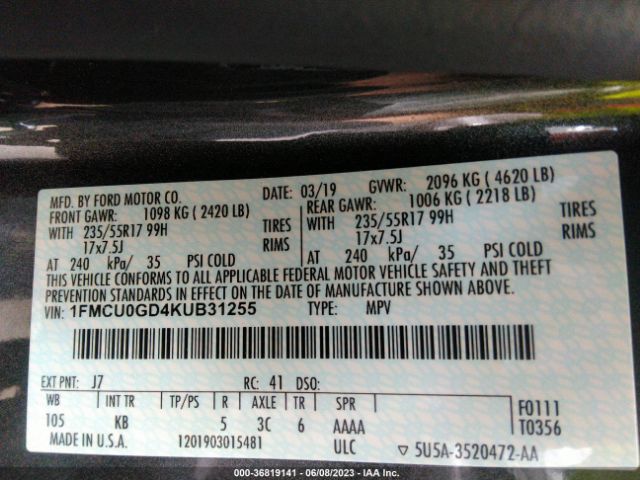 MFD. BY FORD MOTOR CO.
DATE: 03/19 GVWR: 2096 KG ( 4620 LB)
FRONT GAWR: 1098 KG ( 2420 LB)
REAR GAWR: 1006 KG ( 2218 LB)
WITH 235/55R17 99H TIRES
WITH 235/55R17 99H TIRES
17x7.5J RIMS
17x7.5J RIMS
AT 240 kPa/ 35 PSI COLD
AT 240 kPa/ 35 PSI COLD
THIS VEHICLE CONFORMS TO ALL APPLICABLE FEDERAL MOTOR VEHICLE SAFETY AND THEFT
PREVENTION STANDARDS IN EFFECT ON THE DATE OF MANUFACTURE SHOWN ABOVE.
VIN: 1FMCU0GD4KUB31255 TYPE: MPV
EXT PNT: J7 RC: 41 DSO:
WB INT TR TP/PS R AXLE TR SPR
105 KB 5 3C 6 AAAA
F0111
T0356
MADE IN U.S.A. 1201903015481 ULC ▽ 5U5A-3520472-AA
000-36819141 - 06/08/2023 - IAA Inc.